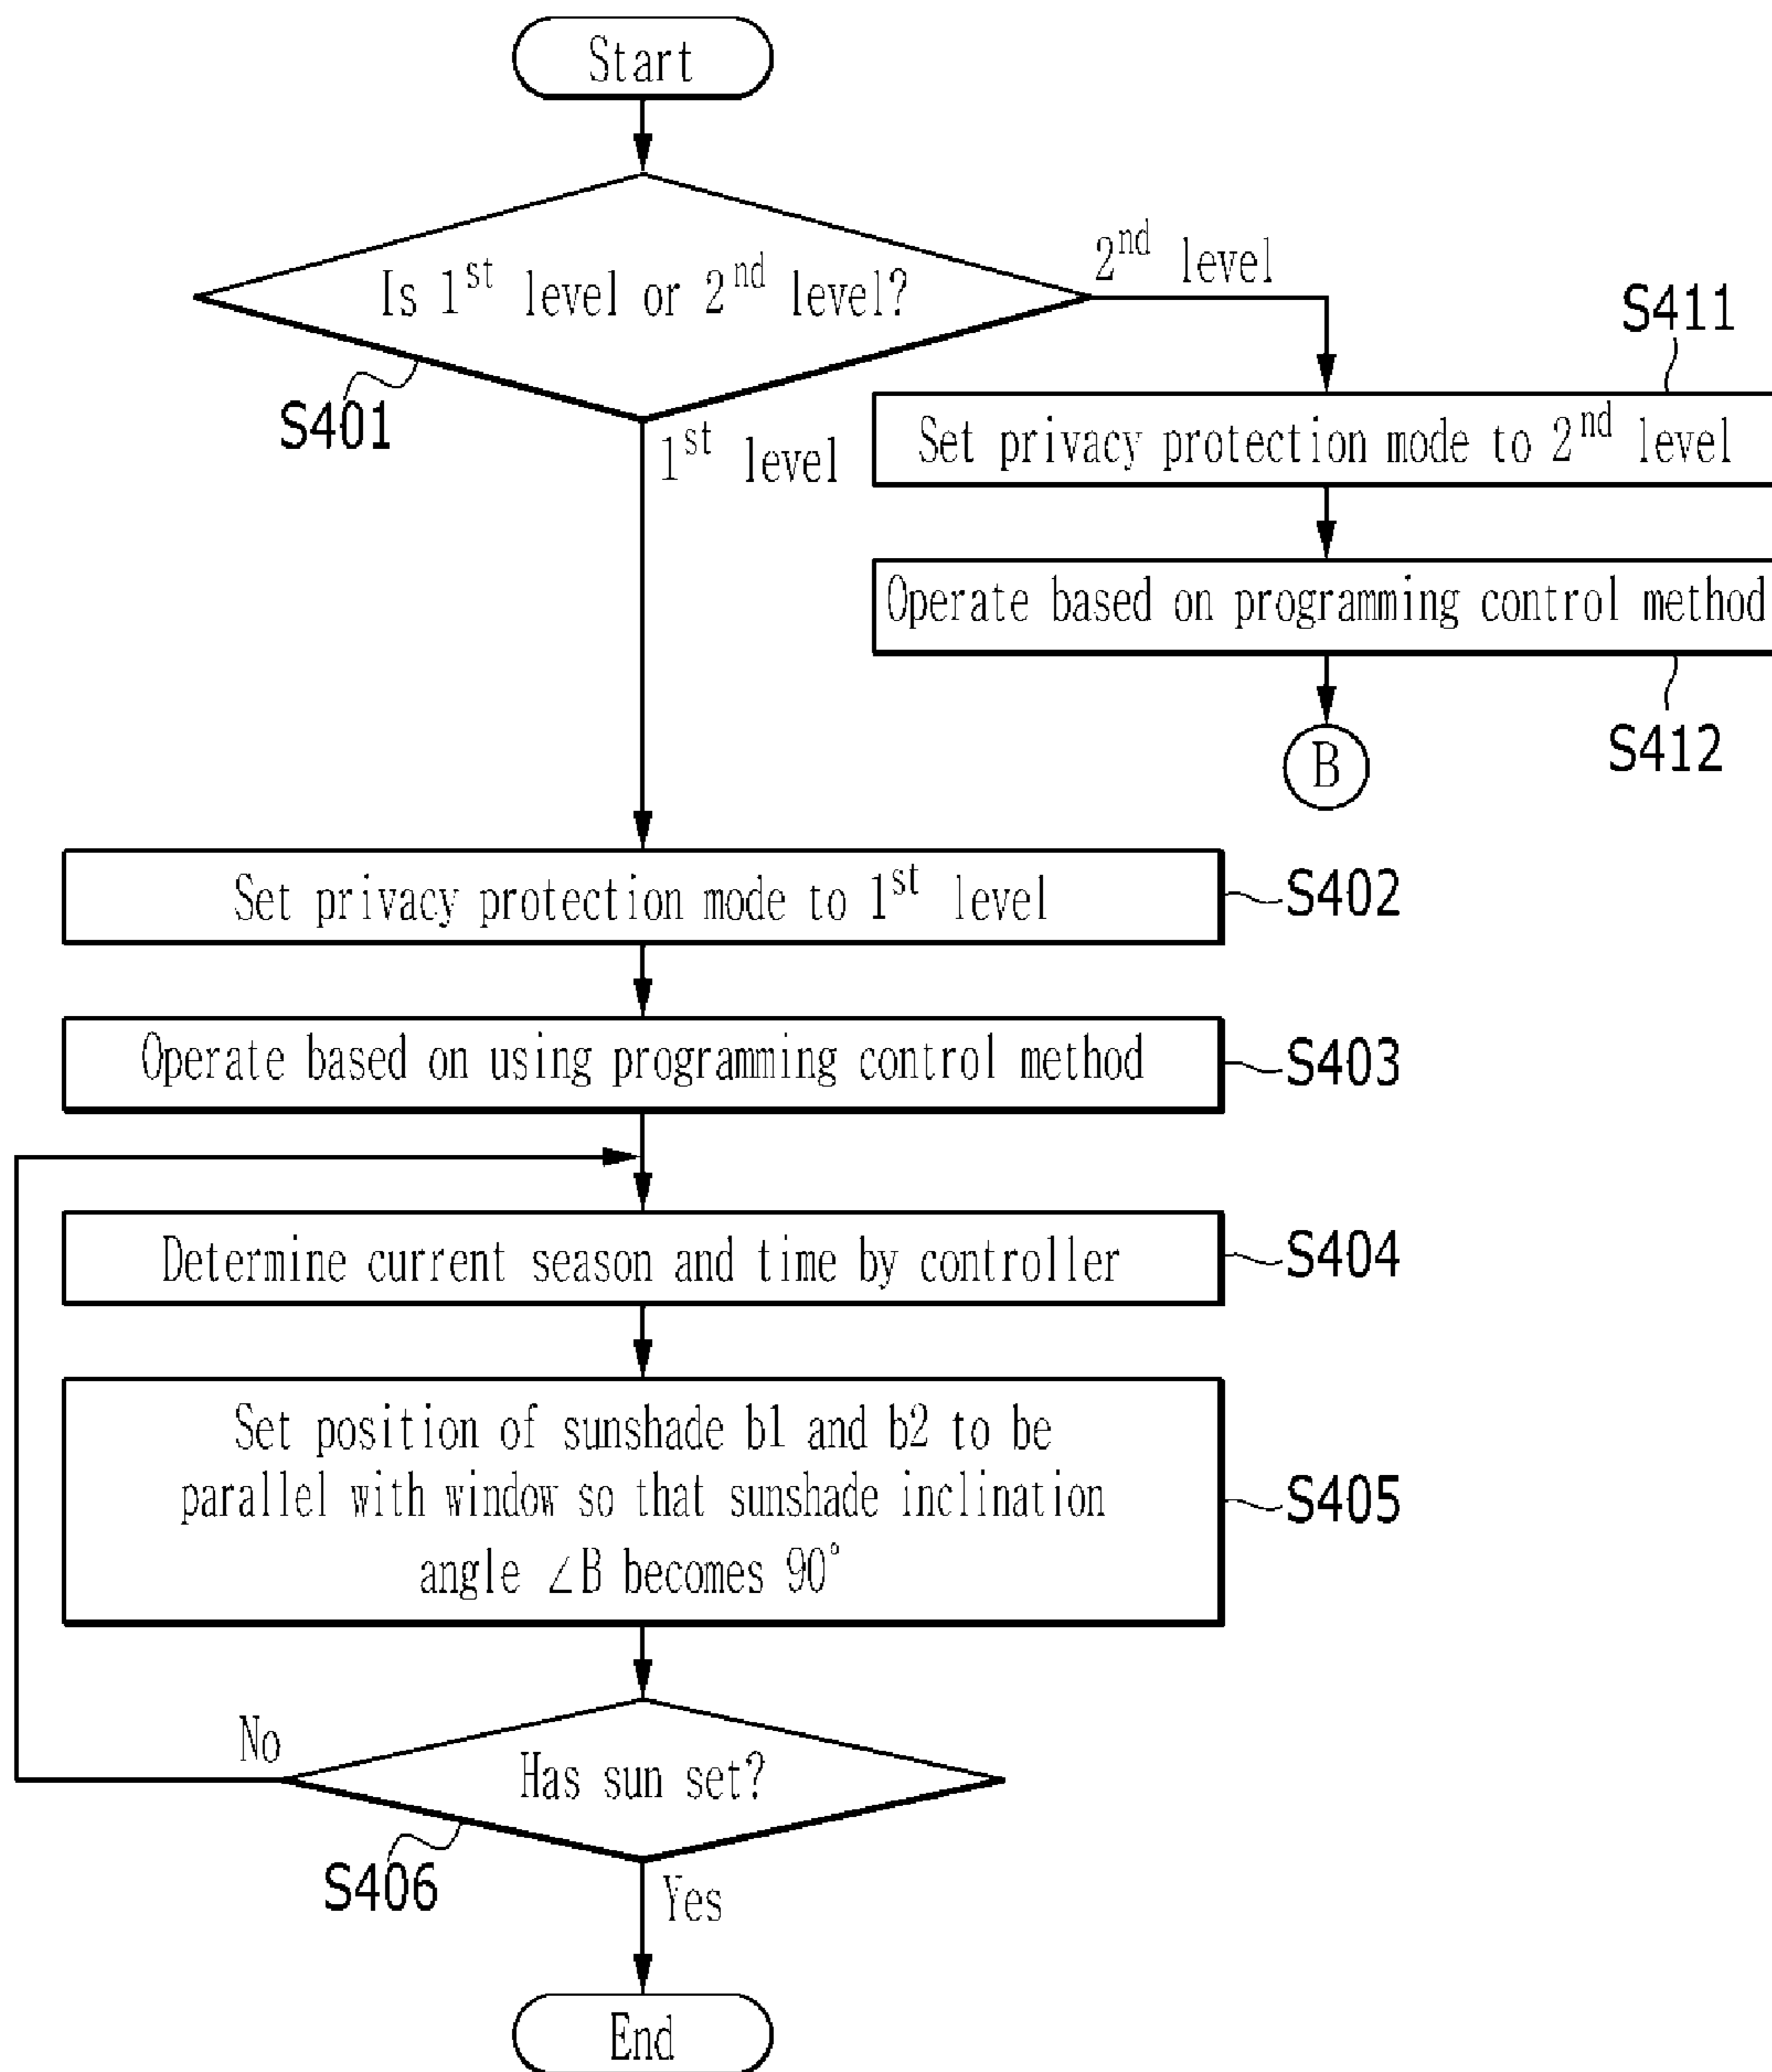 Start
Is 1st level or 2nd level?
2nd level
S401
1st level
S411
Set privacy protection mode to 2nd level
Operate based on programming control method
S412
B
Set privacy protection mode to 1st level
S402
Operate based on using programming control method
S403
Determine current season and time by controller
S404
Set position of sunshade b1 and b2 to be
parallel with window so that sunshade inclination
angle ∠B becomes 90°
S405
No
Has sun set?
S406
Yes
End